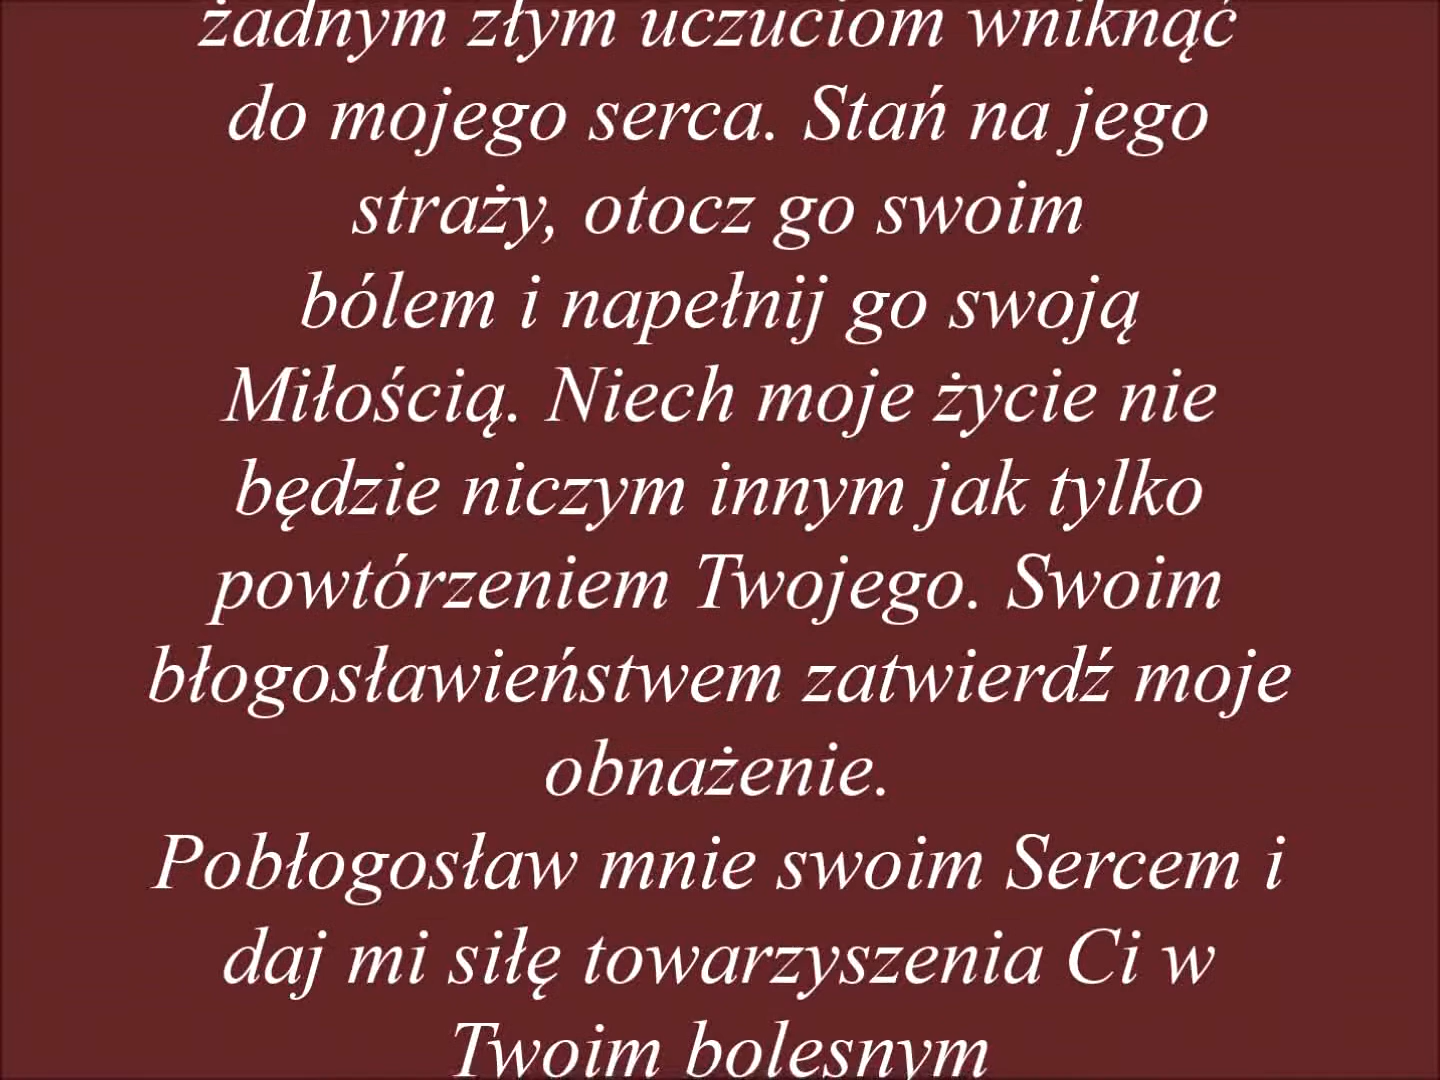 żadnym złym uczuciom wniknąć
do mojego serca. Stań na jego
straży, otocz go swoim
bólem i napełnij go swoją
Miłością. Niech moje życie nie
będzie niczym innym jak tylko
powtórzeniem Twojego. Swoim
błogosławieństwem zatwierdź moje
obnażenie.
Pobłogosław mnie swoim Sercem i
daj mi siłę towarzyszenia Ci w
Twoim bolesnym